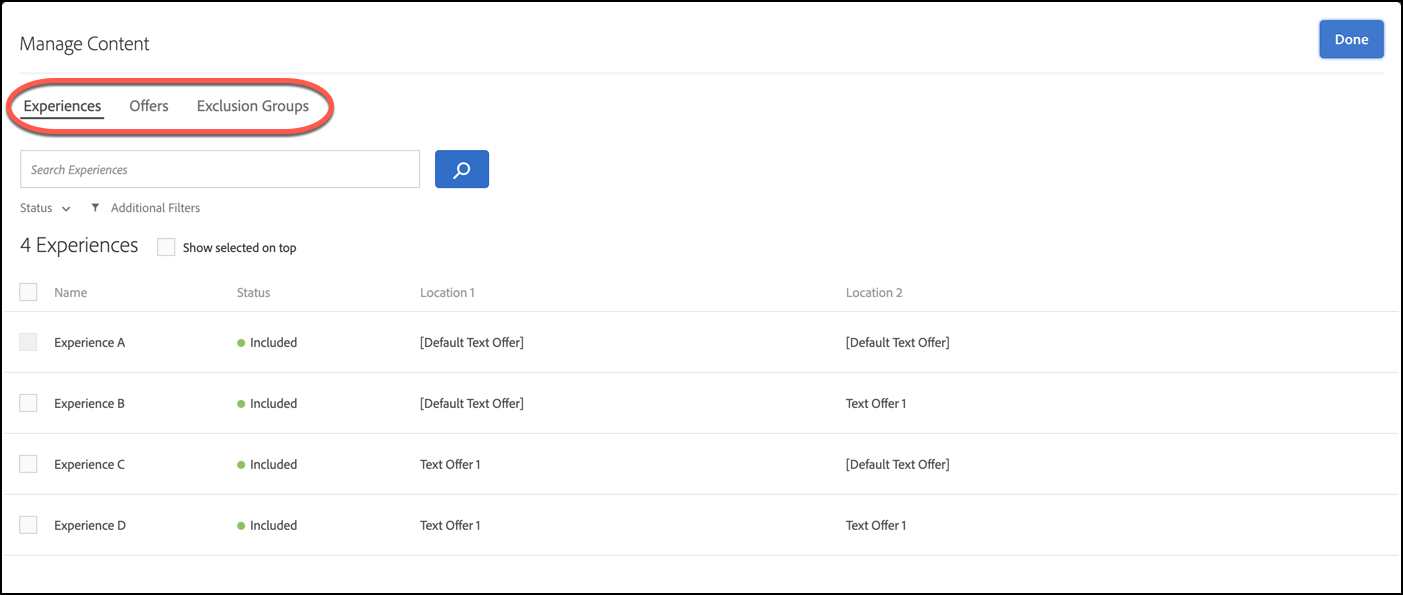 Manage Content
Done
Experiences Offers Exclusion Groups
Search Experiences
Status Additional Filters
4 Experiences Show selected on top
Name Status Location 1 Location 2
Experience A Included [Default Text Offer] [Default Text Offer]
Experience B Included [Default Text Offer] Text Offer 1
Experience C Included Text Offer 1 [Default Text Offer]
Experience D Included Text Offer 1 Text Offer 1